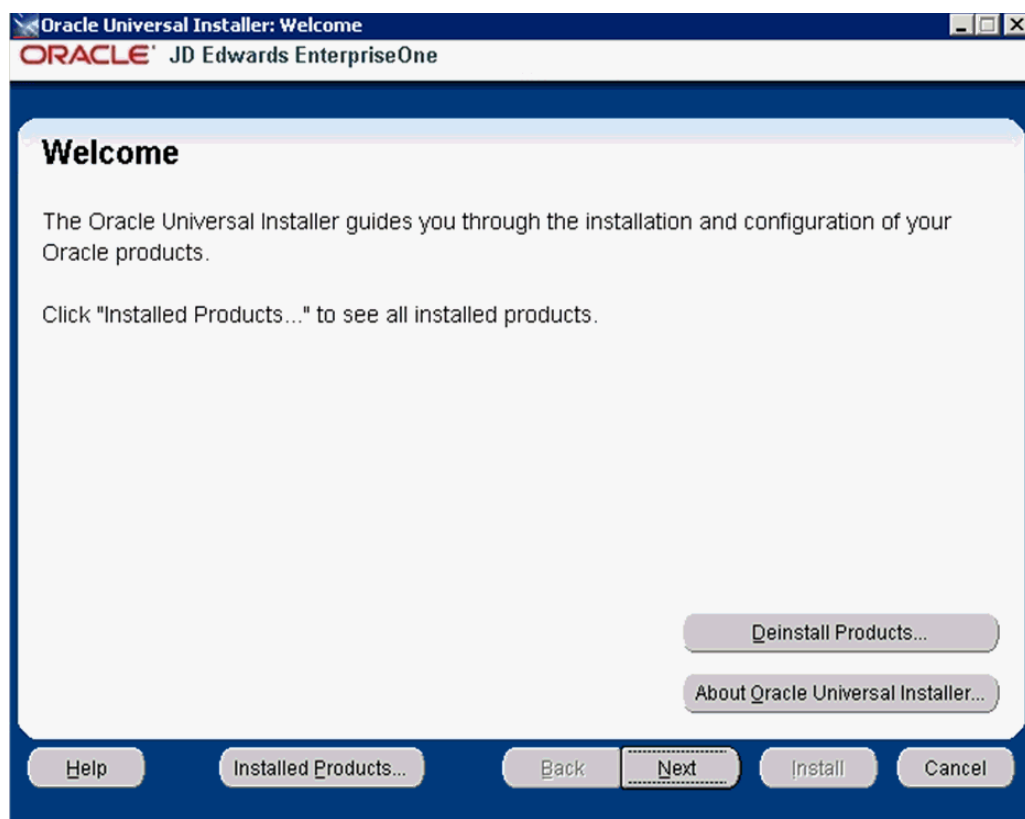 Oracle Universal Installer: Welcome
ORACLE® JD Edwards EnterpriseOne
Welcome
The Oracle Universal Installer guides you through the installation and configuration of your
Oracle products.
Click "Installed Products..." to see all installed products.
Deinstall Products...
About Oracle Universal Installer...
Help Installed Products... Back Next Install Cancel